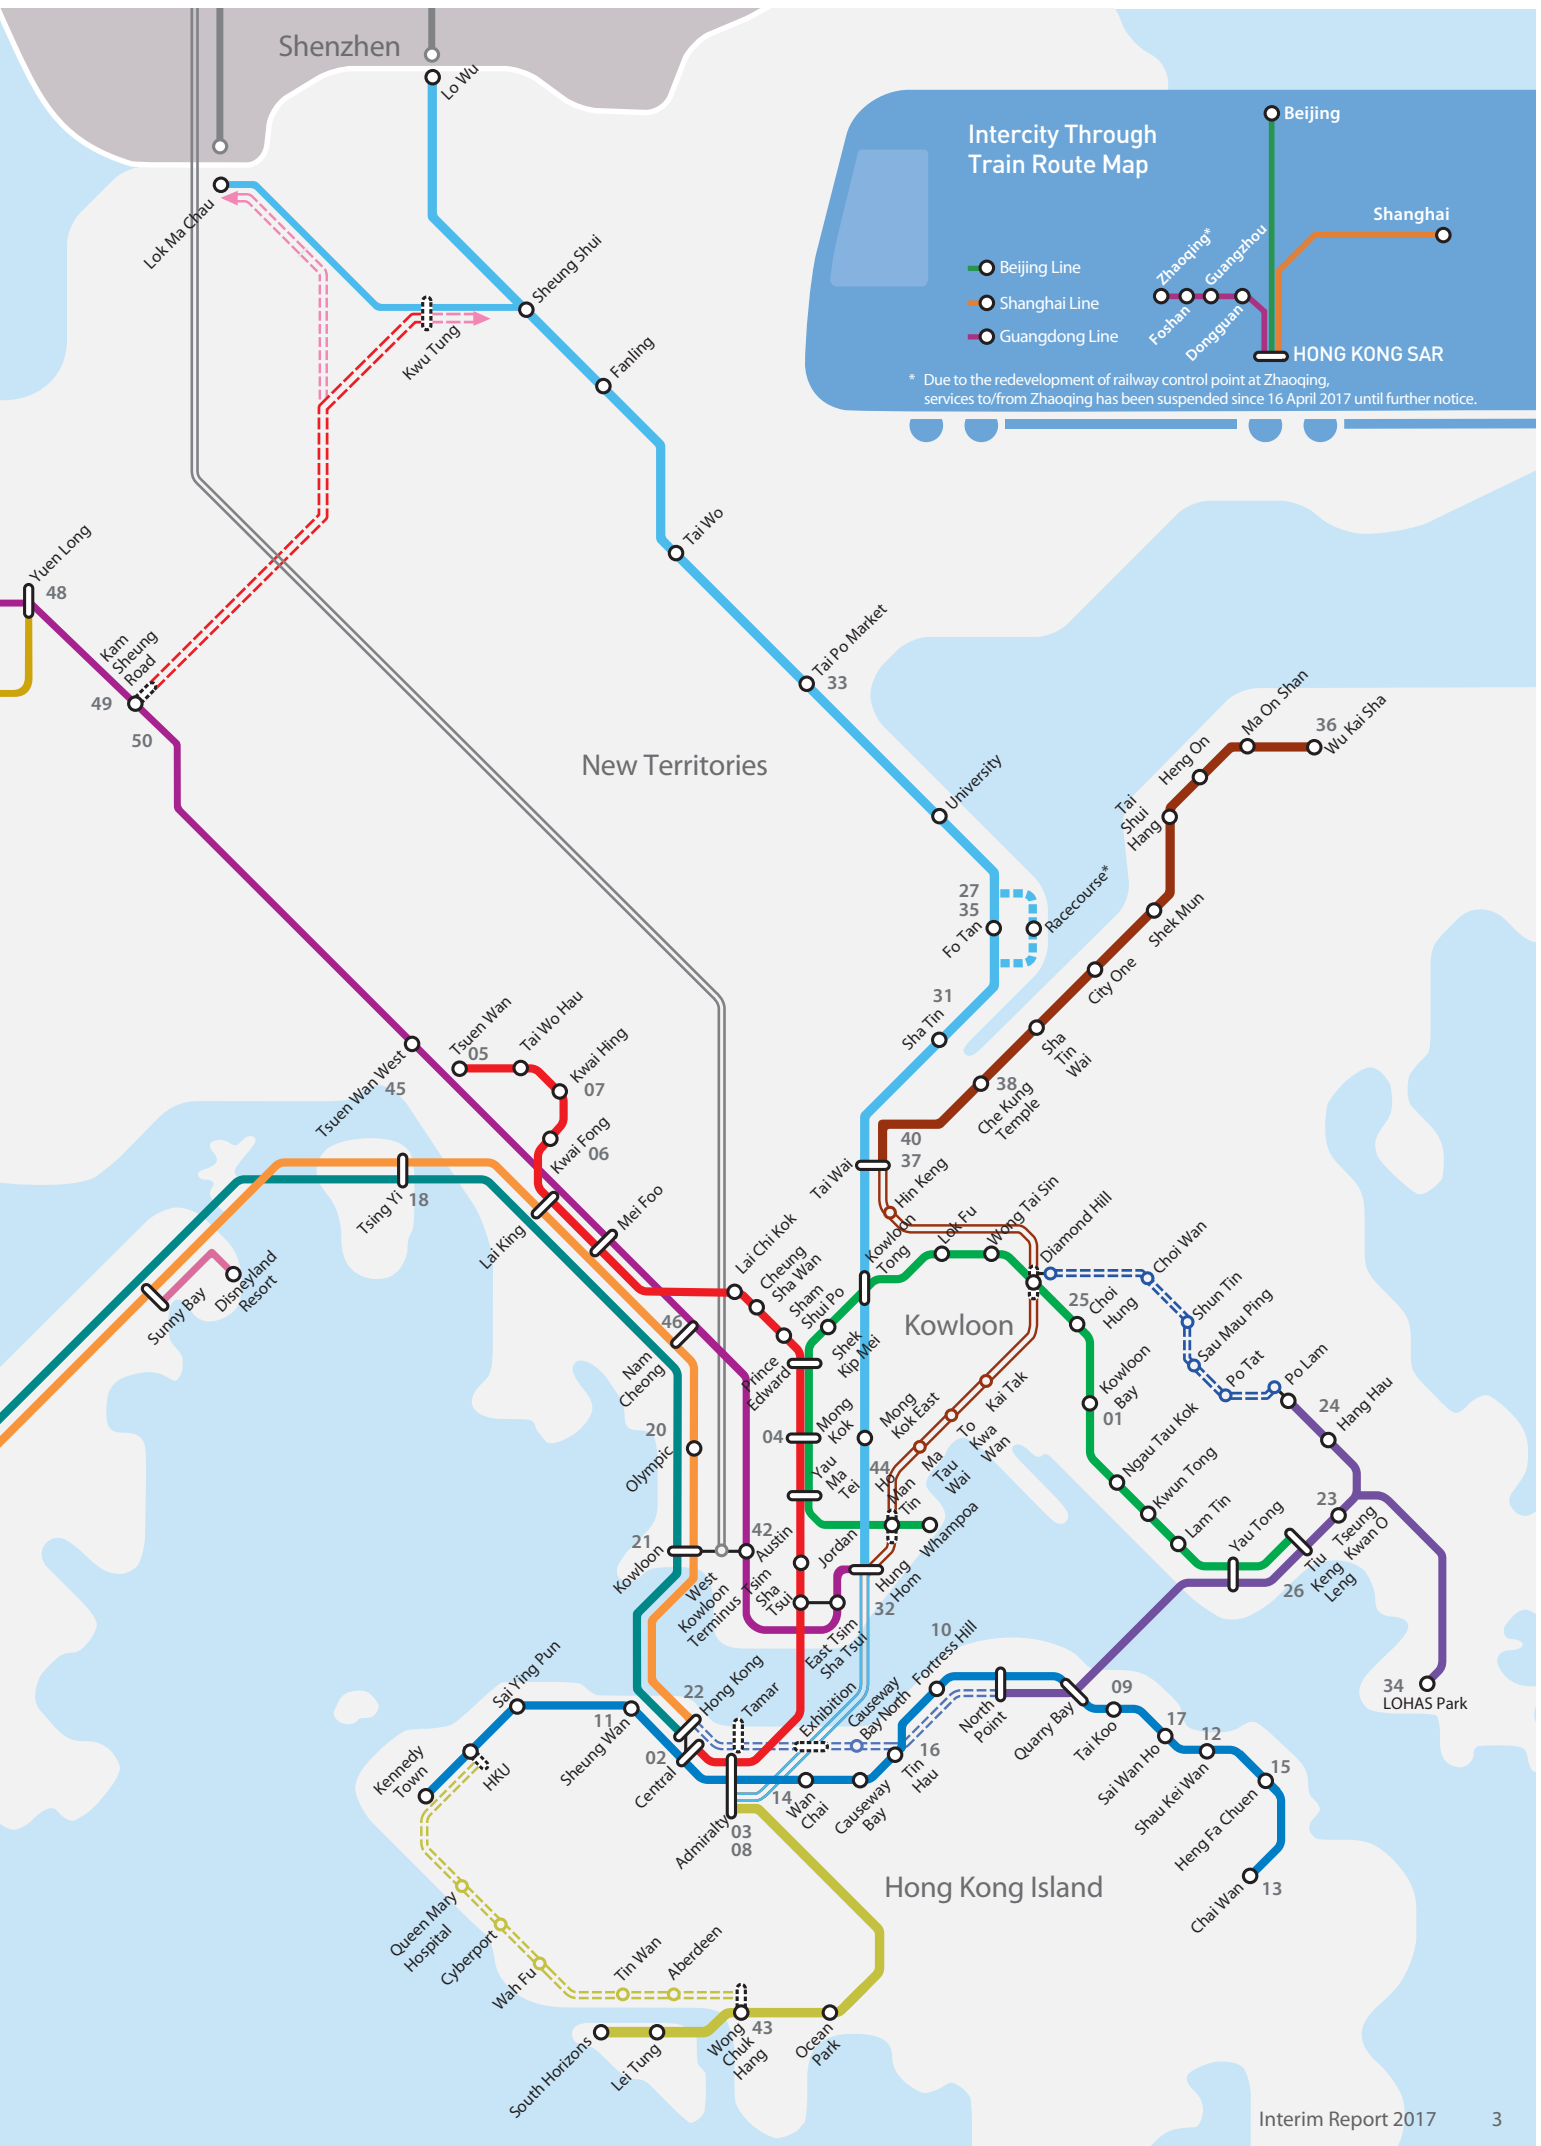 Shenzhen
Lo Wu
Intercity Through
Train Route Map
Beijing
Shanghai
Zhaoqing*
Guangzhou
Foshan
Dongguan
Beijing Line
Shanghai Line
Guangdong Line
HONG KONG SAR
* Due to the redevelopment of railway control point at Zhaoqing,
services to/from Zhaoqing has been suspended since 16 April 2017 until further notice.
Lok Ma Chau
Sheung Shui
Kwu Tung
Fanling
Tai Wo
Yuen Long
48
Kam
Sheung
Road
49
50
Tai Po Market
33
New Territories
University
Ma On Shan
36
Wu Kai Sha
Heng On
Tai
Shui
Hang
27
35
Fo Tan
Racecourse*
Shek Mun
City One
31
Sha Tin
Sha
Tin
Wai
38
Che Kung
Temple
Tsuen Wan West
45
Tsuen Wan
05
Tai Wo Hau
Kwai Hing
07
Kwai Fong
06
40
37
Tai Wai
Hin Keng
Tsing Yi
18
Lai King
Mei Foo
Sunny Bay
Disneyland
Resort
Lai Chi Kok
Cheung
Sha Wan
Sham
Shui Po
Kowloon
Tong
Lok Fu
Wong Tai Sin
Diamond Hill
Choi Wan
Shun Tin
Sau Mau Ping
Po Tat
Po Lam
25
Choi
Hung
Kowloon
46
Nam
Cheong
Prince
Edward
Shek
Kip Mei
Kowloon
Bay
01
24
Hang Hau
20
Olympic
04
Mong
Kok
Mong
Kok East
Kai Tak
To
Kwa
Wan
Ma
Tau
Wai
Ngau Tau Kok
Kwun Tong
Lam Tin
Yau Tong
23
Tseung
Kwan O
Yau
Ma
Tei
44
Ho
Man
Tin
Whampoa
21
Kowloon
42
Austin
Jordan
West
Kowloon
Terminus
Tsim
Sha
Tsui
Hung
Hom
32
26
Tiu
Keng
Leng
East Tsim
Sha Tsui
34
LOHAS Park
10
Fortress Hill
Sai Ying Pun
22
Hong Kong
Tamar
Exhibition
Causeway
Bay North
North
Point
Quarry Bay
09
Tai Koo
11
Sheung Wan
02
Central
Kennedy
Town
HKU
16
Tin
Hau
17
Sai Wan Ho
12
Shau Kei Wan
15
Heng Fa Chuen
14
Wan
Chai
Causeway
Bay
Admiralty
03
08
Hong Kong Island
Chai Wan
13
Queen Mary
Hospital
Cyberport
Wah Fu
Tin Wan
Aberdeen
South Horizons
Lei Tung
Wong
Chuk
Hang
43
Ocean
Park
Interim Report 2017
3